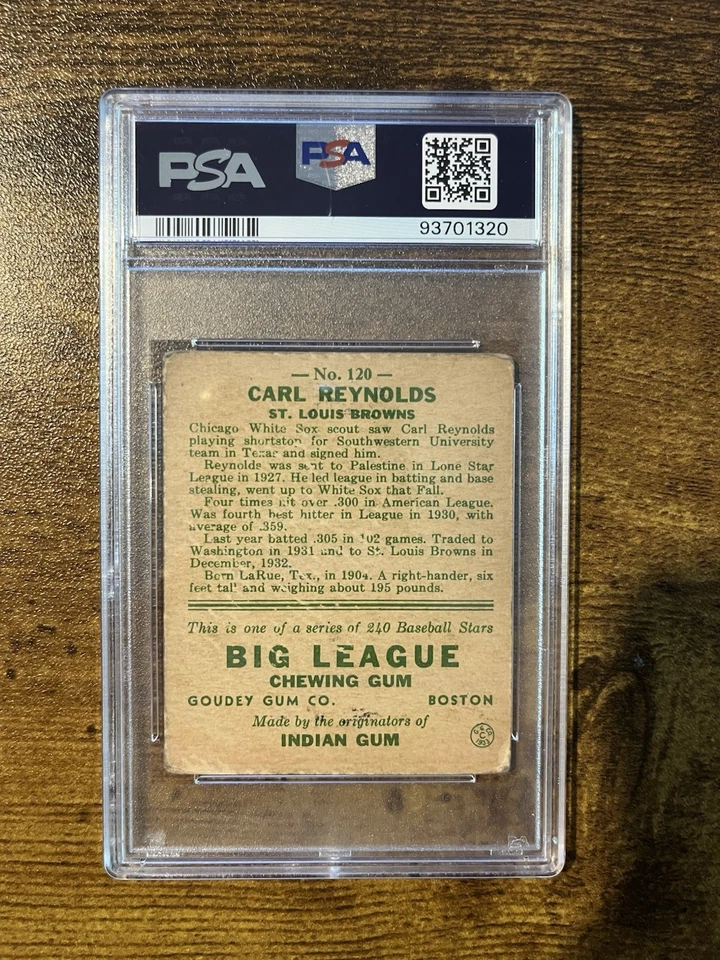 PSA PSA
93701320
— No. 120 —
CARL REYNOLDS
ST. LOUIS BROWNS
Chicago White Sox scout saw Carl Reynolds
playing shortstop for Southwestern University
team in Texas and signed him.
Reynolds was sent to Palestine in Lone Star
League in 1927. He led league in batting and base
stealing, went up to White Sox that Fall.
Four times hit over .300 in American League.
Was fourth best hitter in League in 1930, with
average of .359.
Last year batted .305 in 102 games. Traded to
Washington in 1931 and to St. Louis Browns in
December, 1932.
Born LaRue, Tex., in 1904. A right-hander, six
feet tall and weighing about 195 pounds.
This is one of a series of 240 Baseball Stars
BIG LEAGUE
CHEWING GUM
GOUDEY GUM CO. BOSTON
Made by the originators of
INDIAN GUM